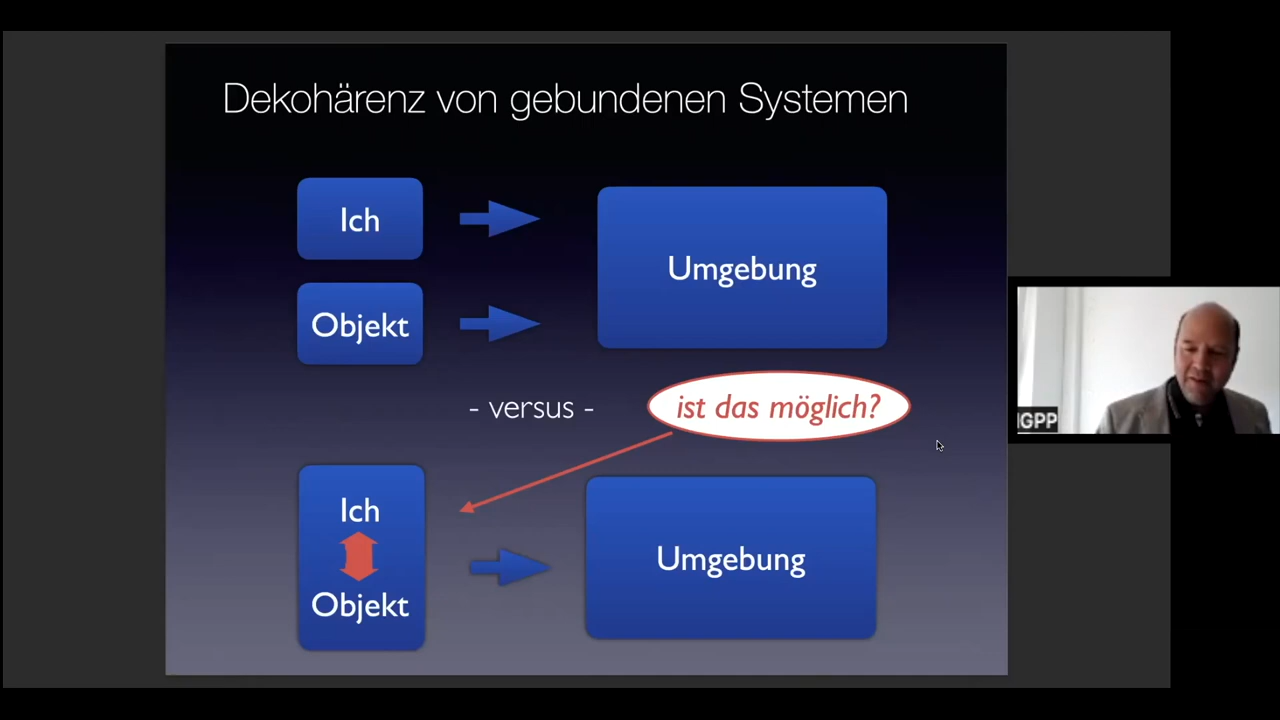 Dekohärenz von gebundenen Systemen
Ich
Objekt
Umgebung
- versus -
ist das möglich?
Ich
Objekt
Umgebung
IGPP